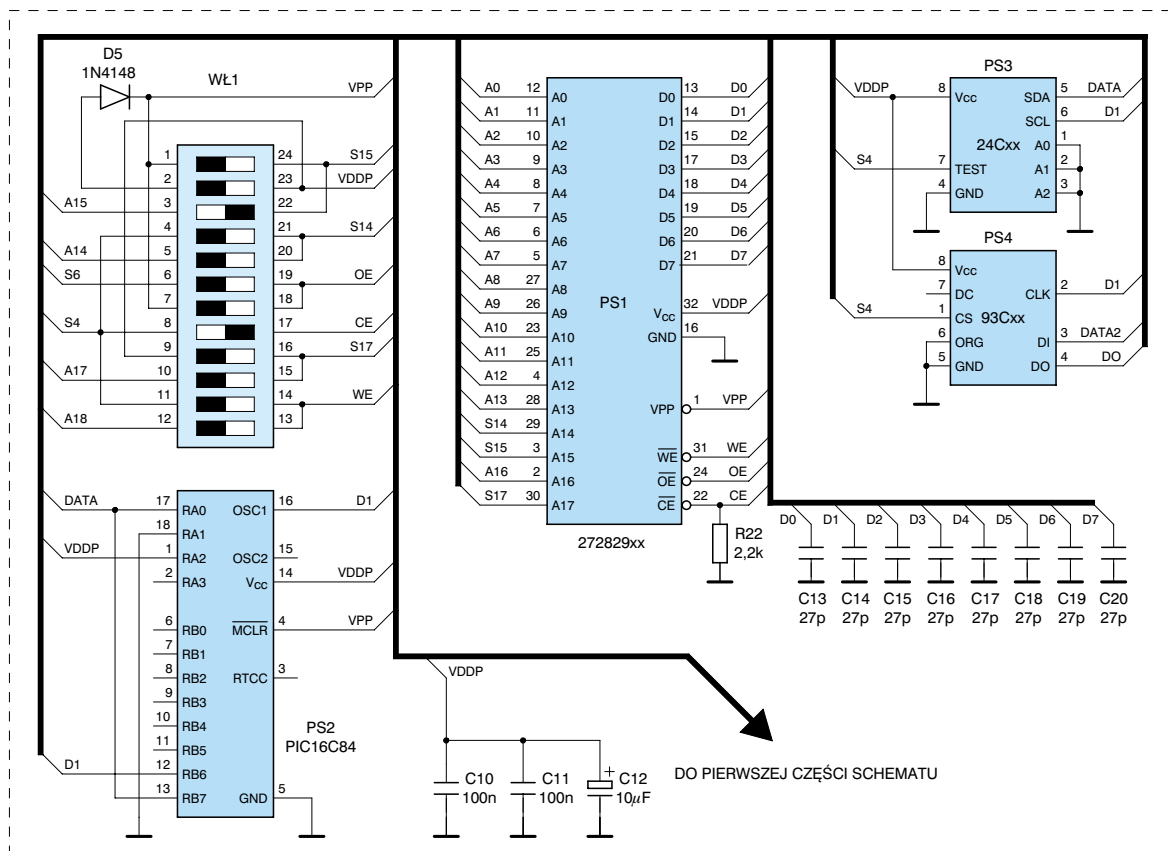 D5
1N4148
WŁ1
VPP
1 24 S15
2 23 VDDP
A15 3 22
4 21 S14
A14 5 20
S6 6 19 OE
7 18
S4 8 17 CE
9 16 S17
A17 10 15
11 14 WE
A18 12 13
DATA 17 RA0 OSC1 16 D1
18 RA1
VDDP 1 RA2 OSC2 15
2 RA3 Vcc 14 VDDP
6 RB0 MCLR 4 VPP
7 RB1
8 RB2 RTCC 3
9 RB3
10 RB4
11 RB5
D1 12 RB6
13 RB7 GND 5
PS2
PIC16C84
A0 12 A0 D0 13 D0
A1 11 A1 D1 14 D1
A2 10 A2 D2 15 D2
A3 9 A3 D3 17 D3
A4 8 A4 D4 18 D4
A5 7 A5 D5 19 D5
A6 6 A6 D6 20 D6
A7 5 A7 D7 21 D7
A8 27 A8
PS1
A9 26 A9 Vcc 32 VDDP
A10 23 A10 GND 16
A11 25 A11
A12 4 A12
A13 28 A13 VPP 1 VPP
S14 29 A14
S15 3 A15 WE 31 WE
A16 2 A16 OE 24 OE
S17 30 A17 CE 22 CE
272829xx
R22
2,2k
PS3
VDDP 8 Vcc SDA 5 DATA
SCL 6 D1
24Cxx A0 1
S4 7 TEST A1 2
4 GND A2 3
PS4
8 Vcc
7 DC CLK 2 D1
S4 1 CS 93Cxx
6 ORG DI 3 DATA2
5 GND DO 4 DO
D0 D1 D2 D3 D4 D5 D6 D7
C13 C14 C15 C16 C17 C18 C19 C20
27p 27p 27p 27p 27p 27p 27p 27p
VDDP
C10
100n
C11
100n
+
C12
10µF
DO PIERWSZEJ CZĘŚCI SCHEMATU